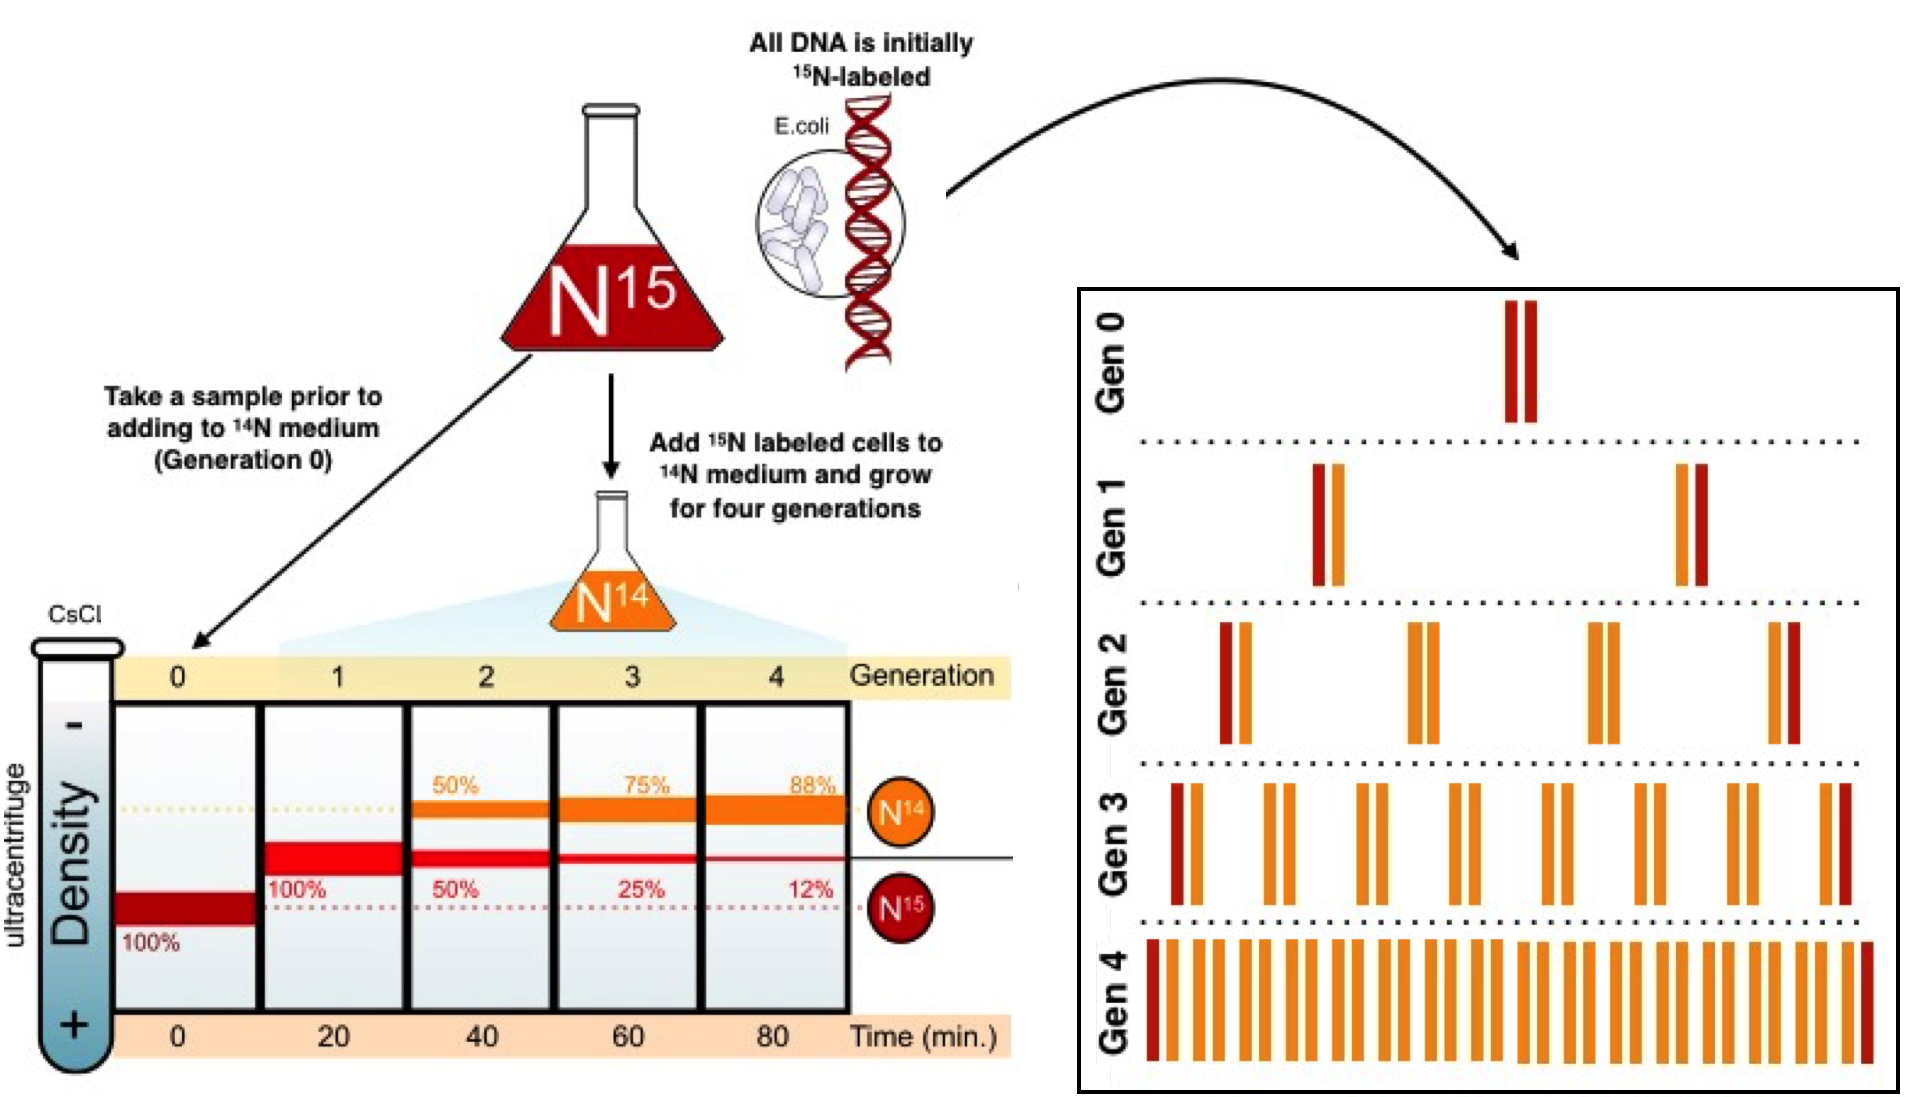 All DNA is initially
¹⁵N-labeled
E.coli
N¹⁵
Take a sample prior to
adding to ¹⁴N medium
(Generation 0)
Add ¹⁵N labeled cells to
¹⁴N medium and grow
for four generations
N¹⁴
CsCl
0 1 2 3 4 Generation
ultracentrifuge
- Density +
50% 75% 88%
N¹⁴
100% 50% 25% 12%
N¹⁵
100%
0 20 40 60 80 Time (min.)
Gen 0
Gen 1
Gen 2
Gen 3
Gen 4